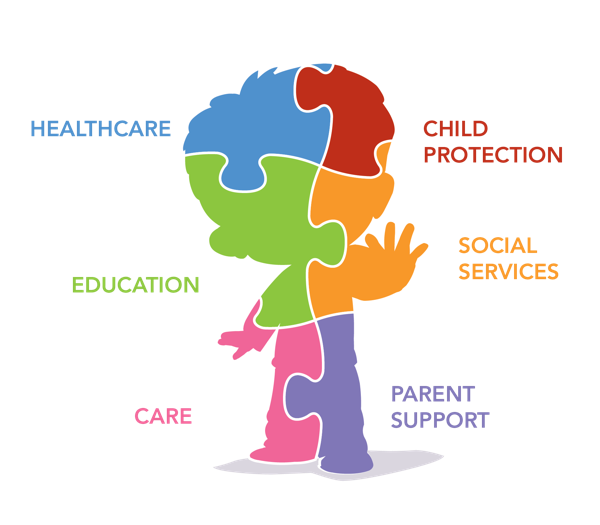 HEALTHCARE
CHILD
PROTECTION
SOCIAL
SERVICES
EDUCATION
PARENT
SUPPORT
CARE